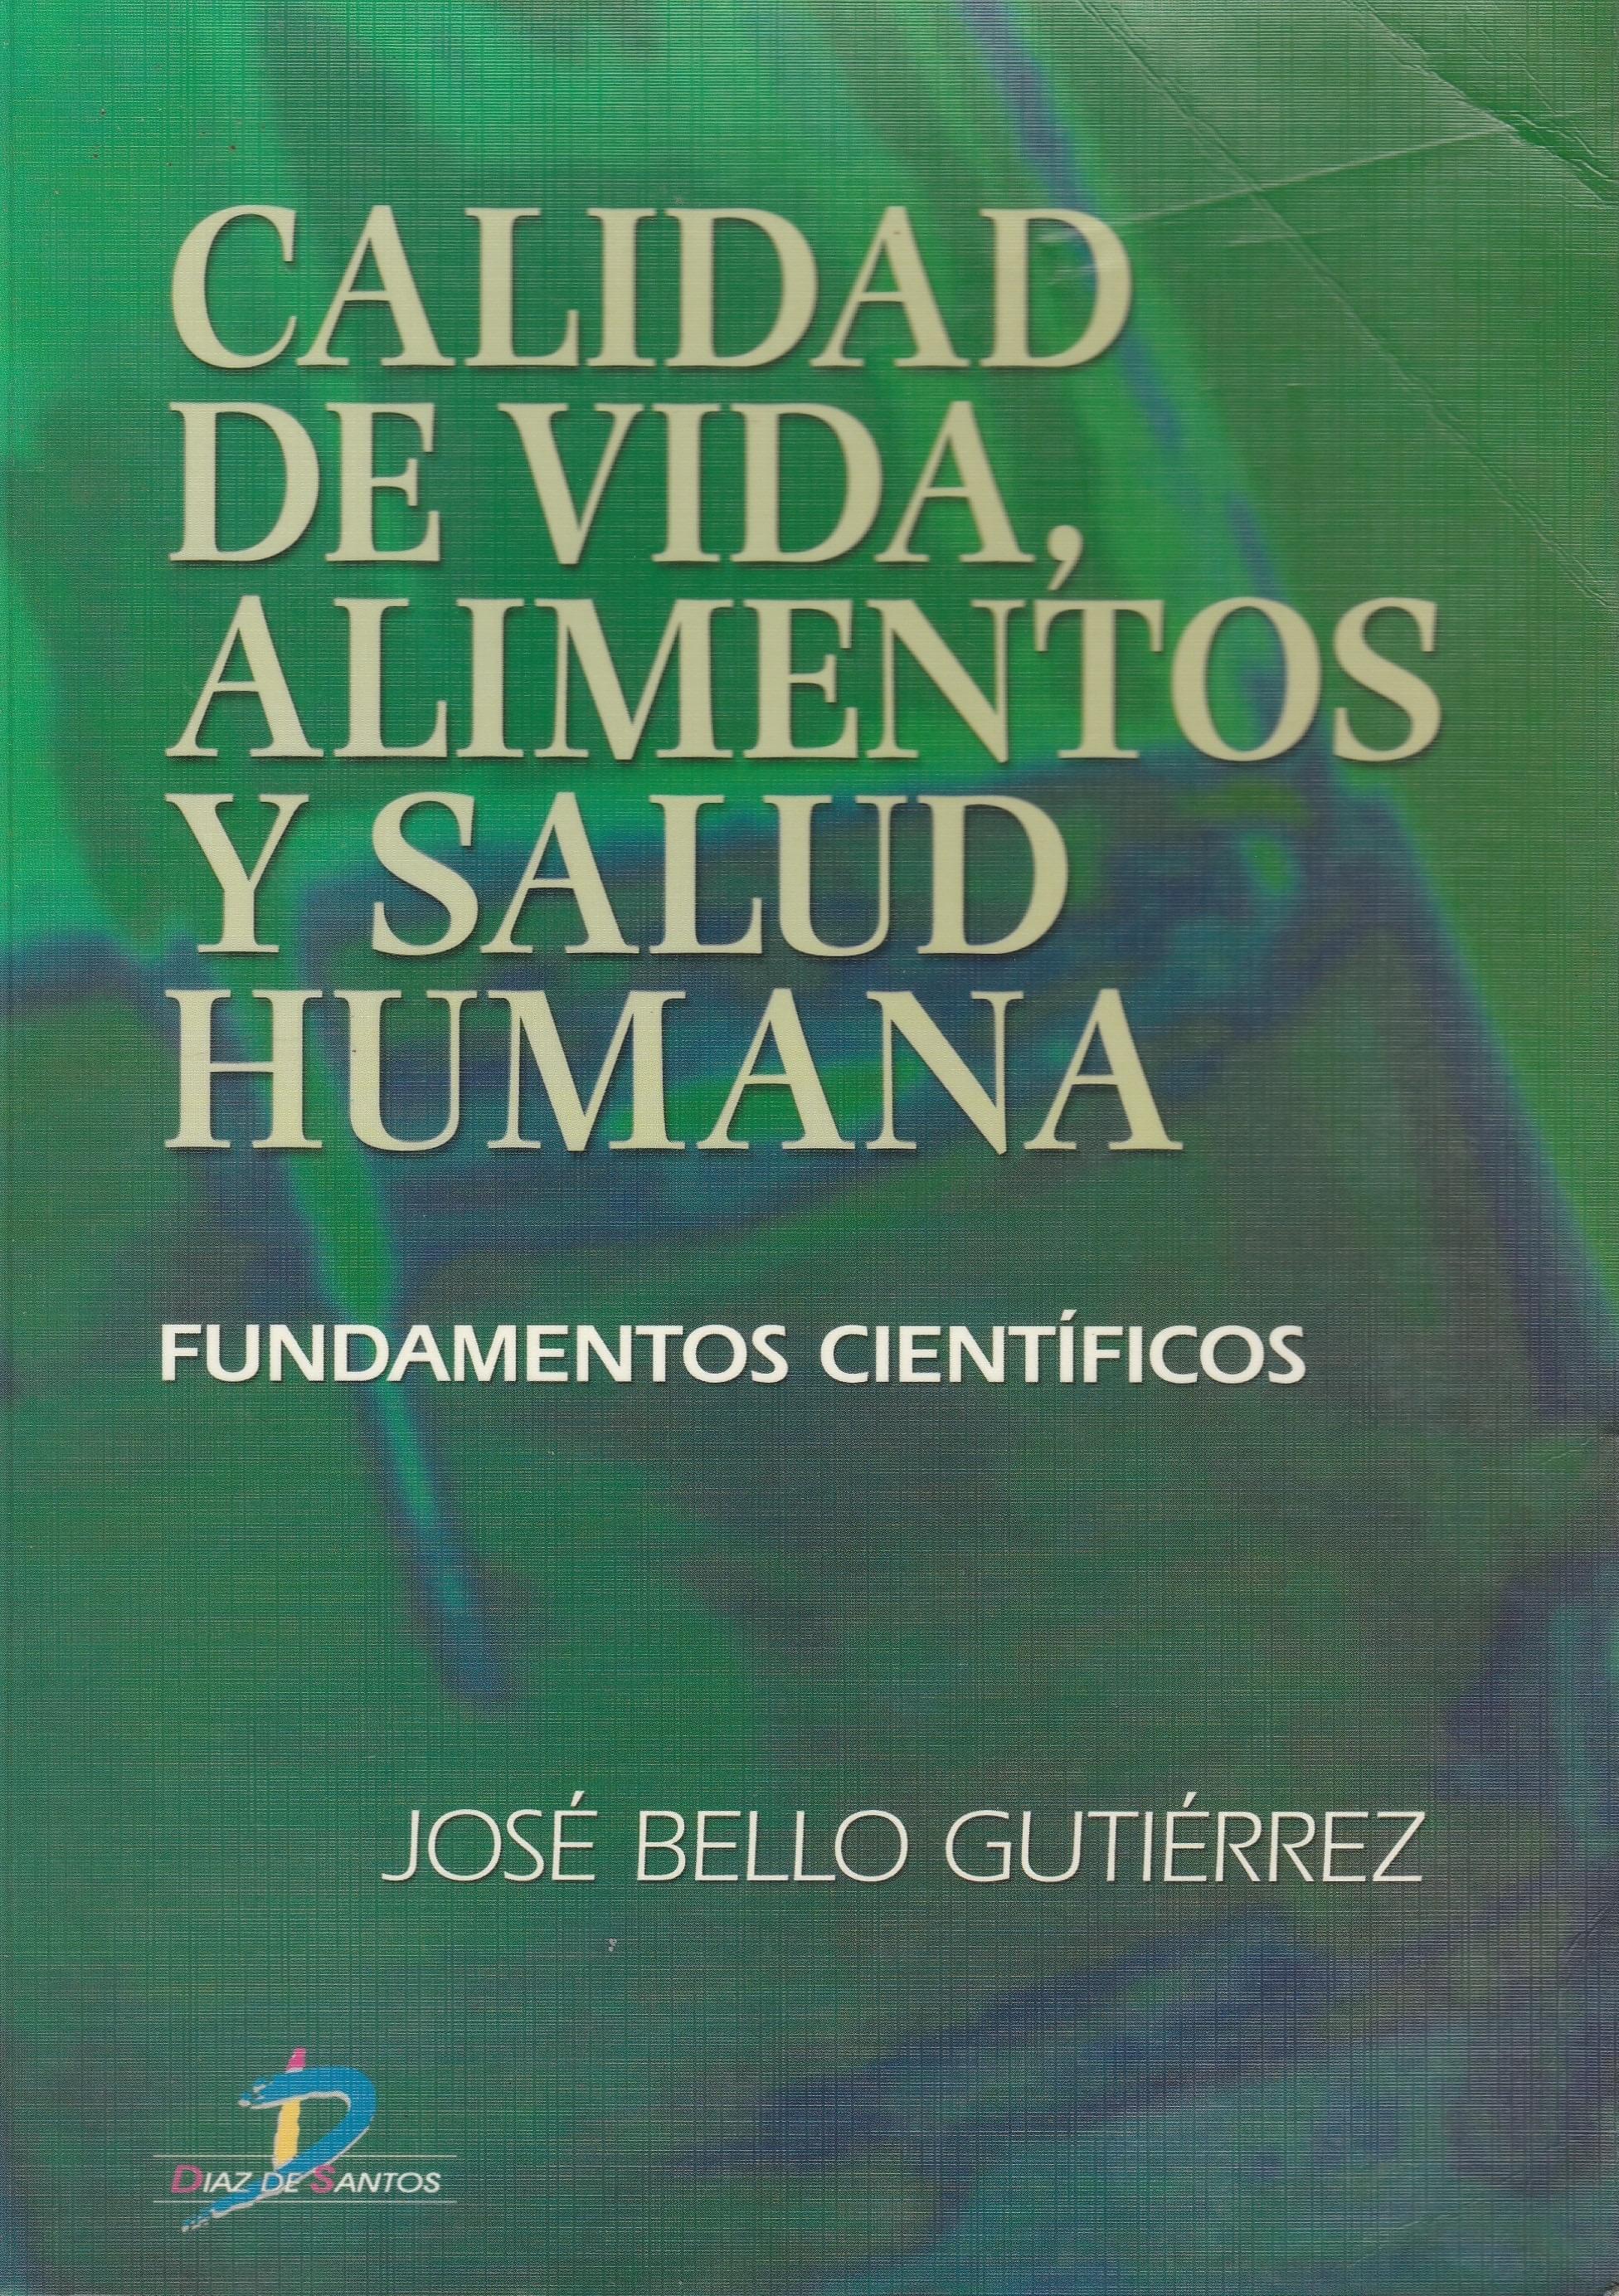 CALIDAD
DE VIDA,
ALIMENTOS
Y SALUD
HUMANA
FUNDAMENTOS CIENTÍFICOS
JOSÉ BELLO GUTIÉRREZ
DIAZ DE SANTOS